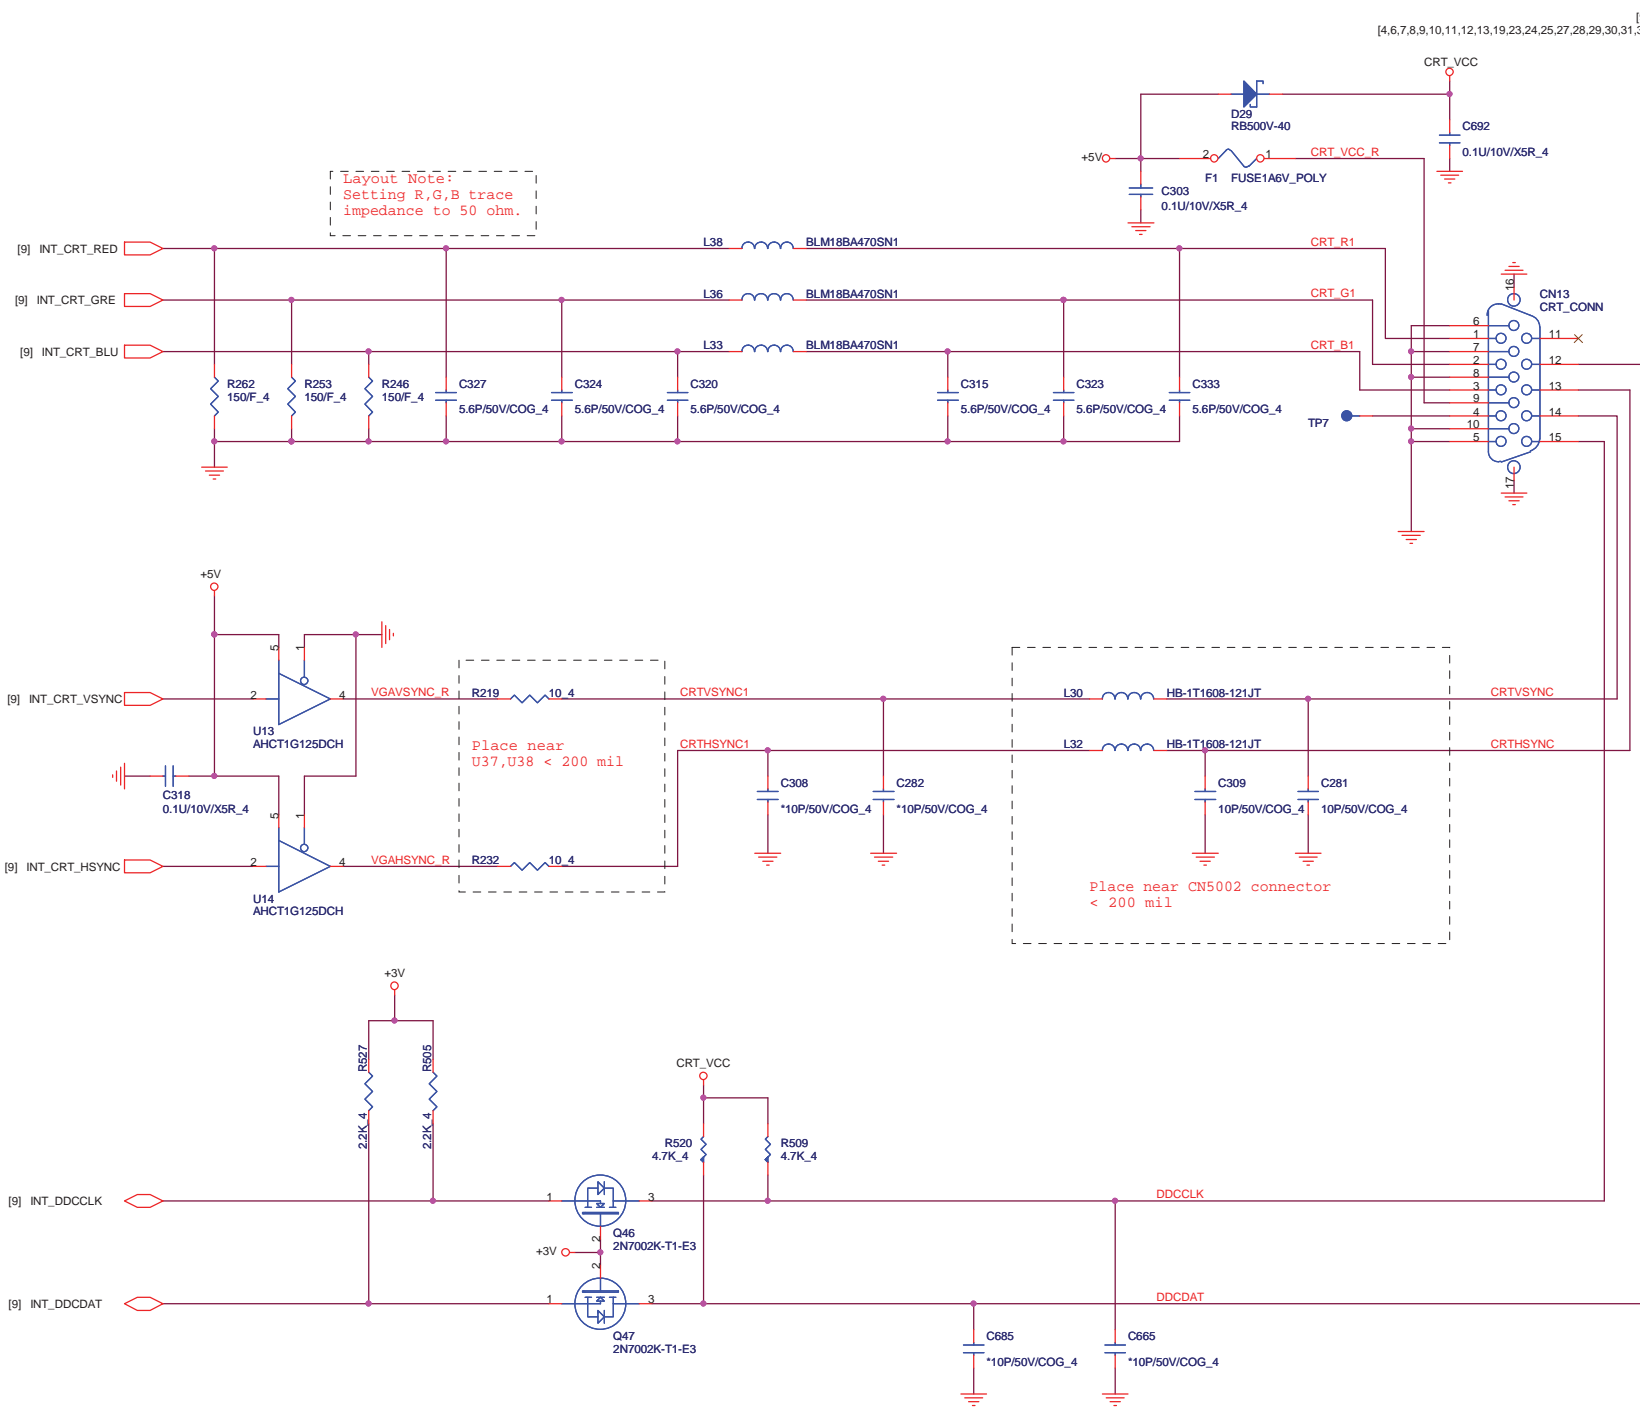 [
[4,6,7,8,9,10,11,12,13,19,23,24,25,27,28,29,30,31,3
CRT_VCC
D29
RB500V-40
C692
0.1U/10V/X5R_4
+5V
2
1
CRT_VCC_R
F1 FUSE1A6V_POLY
C303
0.1U/10V/X5R_4
Layout Note:
Setting R,G,B trace
impedance to 50 ohm.
[9] INT_CRT_RED
L38
BLM18BA470SN1
CRT_R1
[9] INT_CRT_GRE
L36
BLM18BA470SN1
CRT_G1
[9] INT_CRT_BLU
L33
BLM18BA470SN1
CRT_B1
R262
150/F_4
R253
150/F_4
R246
150/F_4
C327
5.6P/50V/COG_4
C324
5.6P/50V/COG_4
C320
5.6P/50V/COG_4
C315
5.6P/50V/COG_4
C323
5.6P/50V/COG_4
C333
5.6P/50V/COG_4
TP7
CN13
CRT_CONN
16
6
1
7
2
8
3
9
4
10
5
11
12
13
14
15
17
+5V
5
1
[9] INT_CRT_VSYNC
2
4
U13
AHCT1G125DCH
VGAVSYNC_R
R219
10_4
CRTVSYNC1
L30
HB-1T1608-121JT
CRTVSYNC
Place near
U37,U38 < 200 mil
CRTHSYNC1
L32
HB-1T1608-121JT
CRTHSYNC
C318
0.1U/10V/X5R_4
C308
*10P/50V/COG_4
C282
*10P/50V/COG_4
C309
10P/50V/COG_4
C281
10P/50V/COG_4
5
1
[9] INT_CRT_HSYNC
2
4
U14
AHCT1G125DCH
VGAHSYNC_R
R232
10_4
Place near CN5002 connector
< 200 mil
+3V
R527
2.2K_4
R505
2.2K_4
CRT_VCC
R520
4.7K_4
R509
4.7K_4
[9] INT_DDCCLK
1
3
2
Q46
2N7002K-T1-E3
DDCCLK
+3V
2
[9] INT_DDCDAT
1
3
Q47
2N7002K-T1-E3
DDCDAT
C685
*10P/50V/COG_4
C665
*10P/50V/COG_4